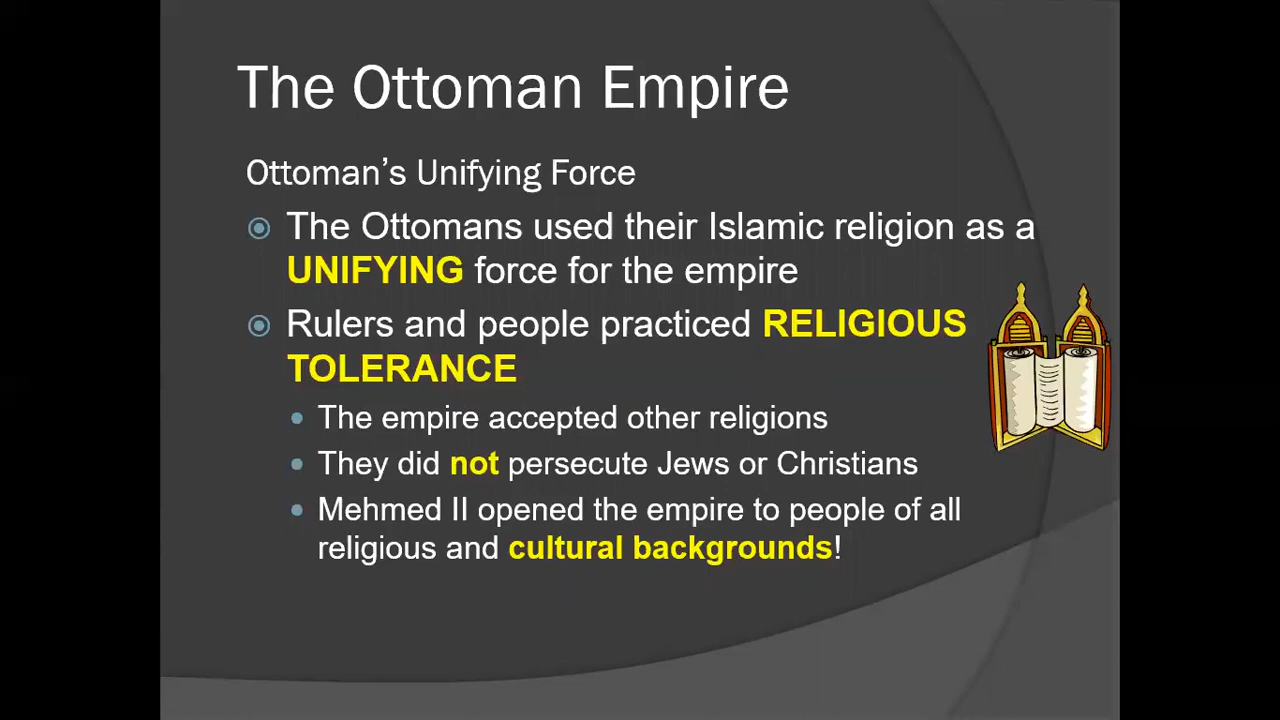 The Ottoman Empire
Ottoman’s Unifying Force
The Ottomans used their Islamic religion as a
UNIFYING force for the empire
Rulers and people practiced RELIGIOUS
TOLERANCE
The empire accepted other religions
They did not persecute Jews or Christians
Mehmed II opened the empire to people of all
religious and cultural backgrounds!